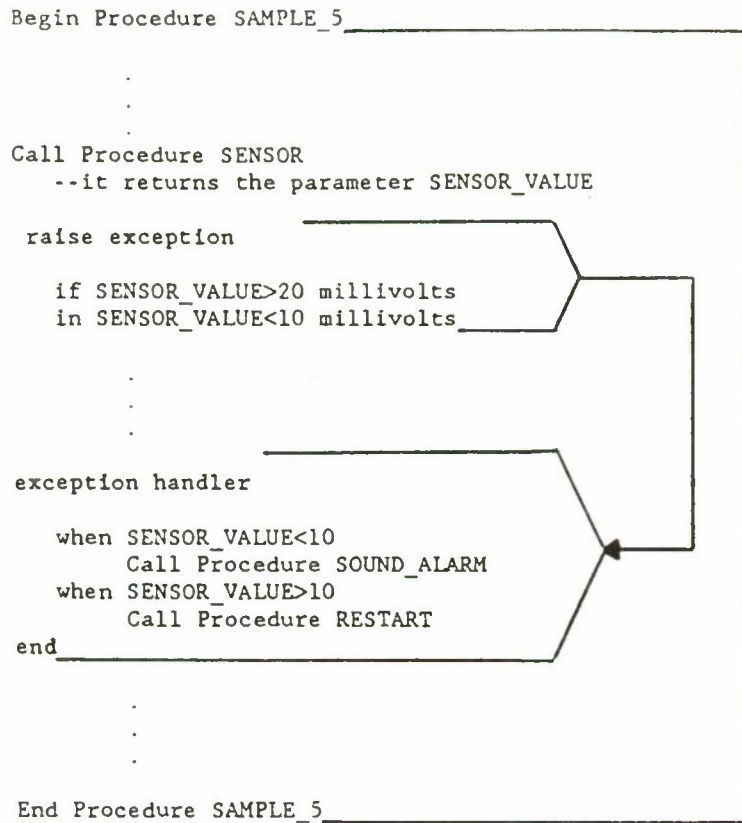 Begin Procedure SAMPLE_5
.
.
.
Call Procedure SENSOR
--it returns the parameter SENSOR_VALUE
raise exception
if SENSOR_VALUE>20 millivolts
in SENSOR_VALUE<10 millivolts
.
.
.
exception handler
when SENSOR_VALUE<10
Call Procedure SOUND_ALARM
when SENSOR_VALUE>10
Call Procedure RESTART
end
.
.
.
End Procedure SAMPLE_5